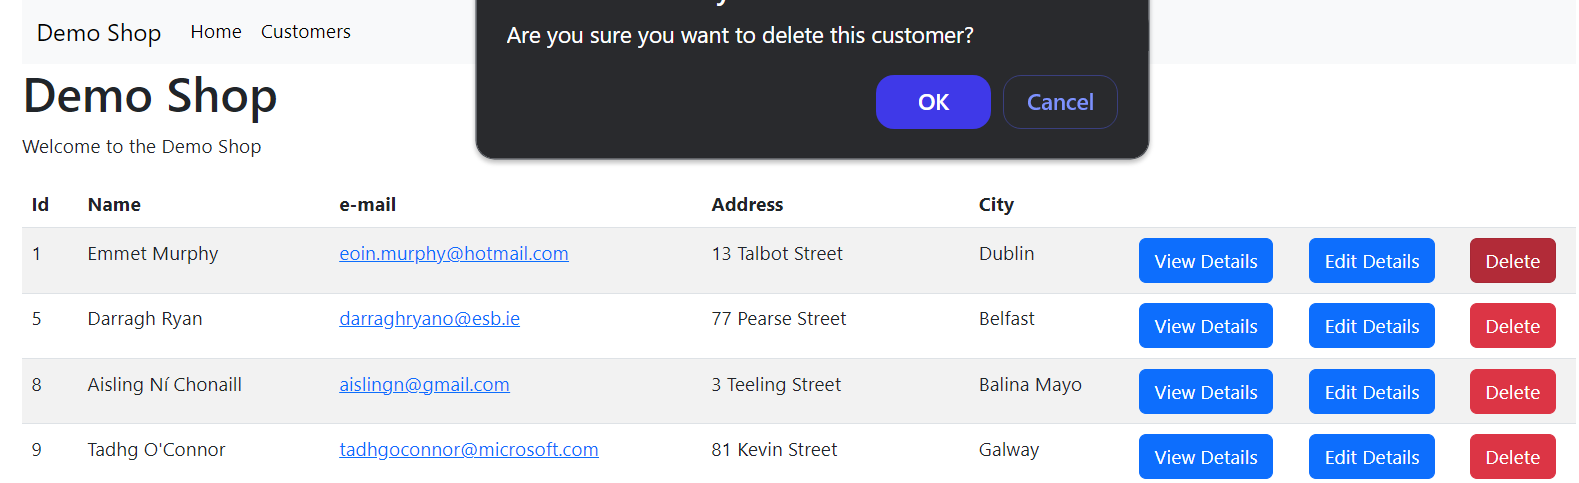 Demo Shop Home Customers
Are you sure you want to delete this customer?
OK Cancel
Demo Shop
Welcome to the Demo Shop
Id Name e-mail Address City
1 Emmet Murphy eoin.murphy@hotmail.com 13 Talbot Street Dublin View Details Edit Details Delete
5 Darragh Ryan darraghryano@esb.ie 77 Pearse Street Belfast View Details Edit Details Delete
8 Aisling Ní Chonaill aislingn@gmail.com 3 Teeling Street Balina Mayo View Details Edit Details Delete
9 Tadhg O'Connor tadhgoconnor@microsoft.com 81 Kevin Street Galway View Details Edit Details Delete